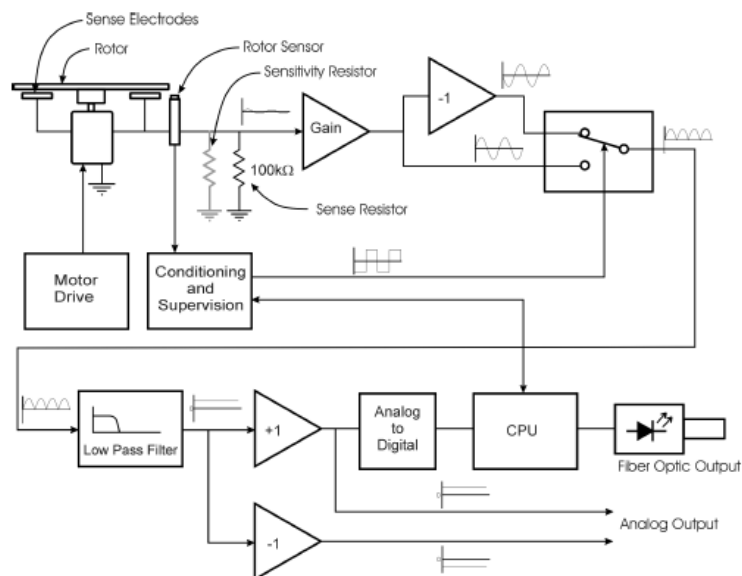 Sense Electrodes
Rotor
Rotor Sensor
Sensitivity Resistor
Gain
-1
100kΩ
Sense Resistor
Motor
Drive
Conditioning
and
Supervision
Low Pass Filter
+1
Analog
to
Digital
CPU
Fiber Optic Output
-1
Analog Output